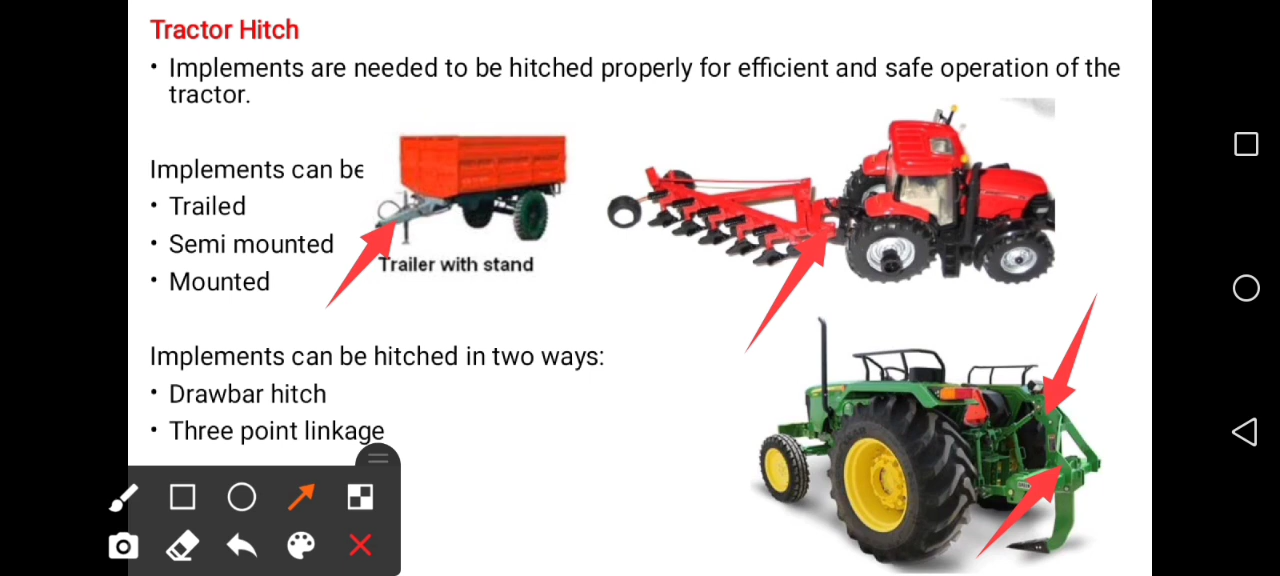 Tractor Hitch
• Implements are needed to be hitched properly for efficient and safe operation of the
tractor.
Implements can be
• Trailed
• Semi mounted
• Mounted
Trailer with stand
Implements can be hitched in two ways:
• Drawbar hitch
• Three point linkage